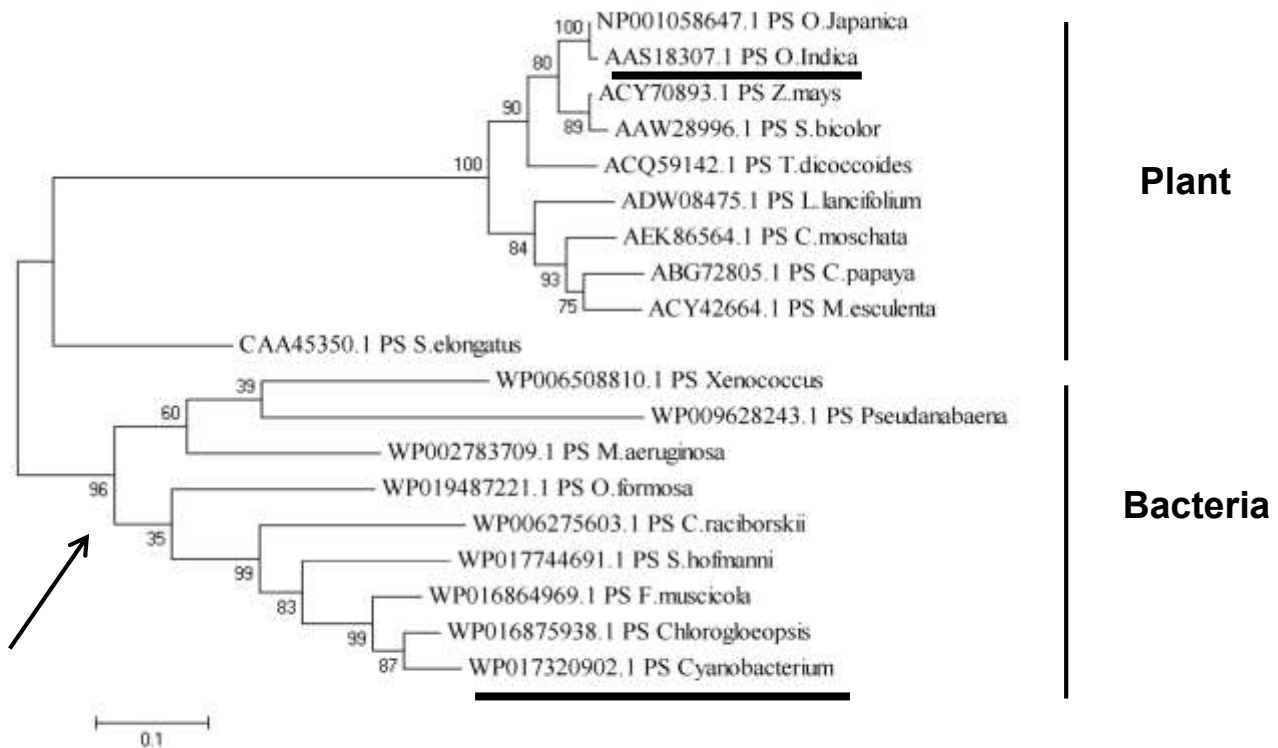 NP001058647.1 PS O.Japanica
100
AAS18307.1 PS O.Indica
80
ACY70893.1 PS Z.mays
90
89
AAW28996.1 PS S.bicolor
100
ACQ59142.1 PS T.dicoccoides
Plant
ADW08475.1 PS L.lancifolium
84
AEK86564.1 PS C.moschata
93
ABG72805.1 PS C.papaya
75
ACY42664.1 PS M.esculenta
CAA45350.1 PS S.elongatus
39
WP006508810.1 PS Xenococcus
60
WP009628243.1 PS Pseudanabaena
WP002783709.1 PS M.aeruginosa
96
WP019487221.1 PS O.formosa
Bacteria
35
WP006275603.1 PS C.raciborskii
99
WP017744691.1 PS S.hofmanni
83
WP016864969.1 PS F.muscicola
99
WP016875938.1 PS Chlorogloeopsis
87
WP017320902.1 PS Cyanobacterium
0.1